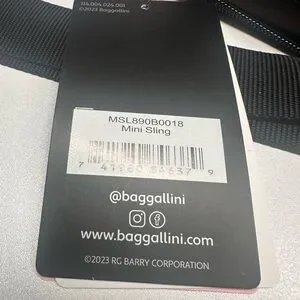 ©2023 Baggallini
MSL890B0018
Mini Sling
@baggallini
www.baggallini.com
©2023 RG BARRY CORPORATION